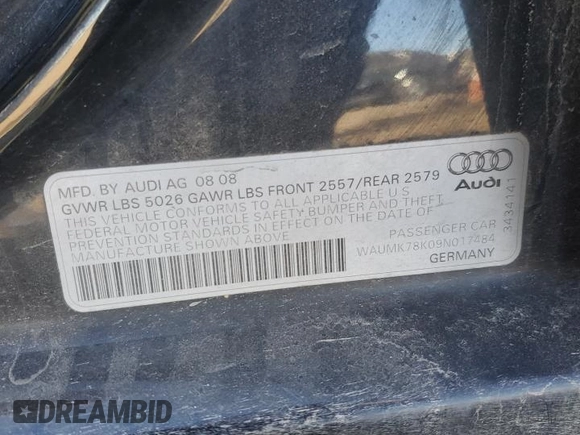 MFD. BY AUDI AG 08 08
GVWR LBS 5026 GAWR LBS FRONT 2557/REAR 2579
THIS VEHICLE CONFORMS TO ALL APPLICABLE U.S
FEDERAL MOTOR VEHICLE SAFETY BUMPER AND THEFT
PREVENTION STANDARDS IN EFFECT ON THE DATE OF
MANUFACTURE SHOWN ABOVE
Audi
3434141
PASSENGER CAR
WAUMK78K09N017484
GERMANY
DREAMBID